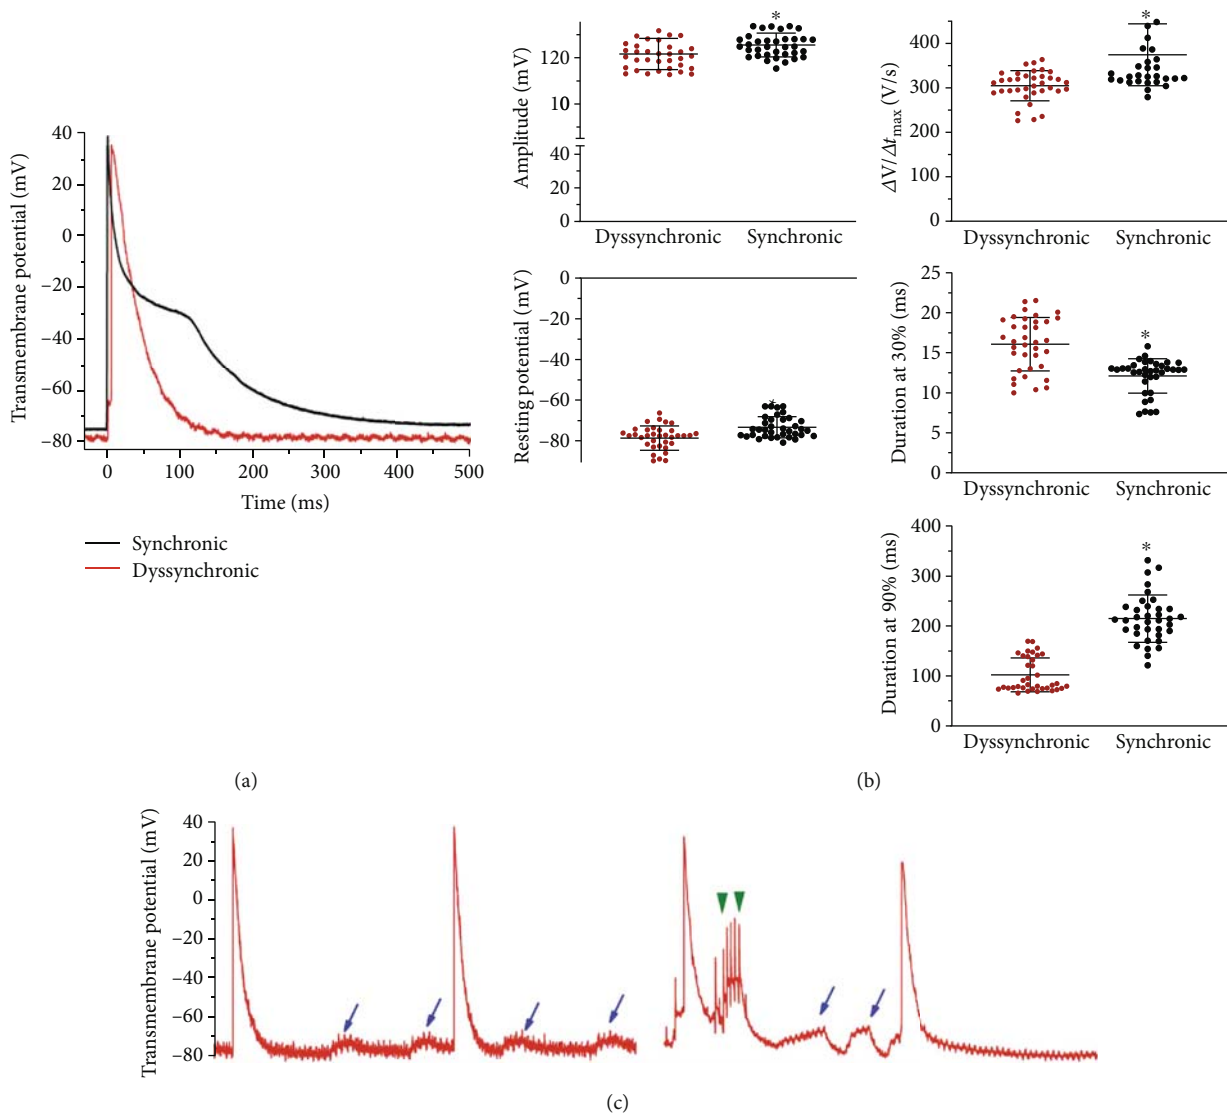 Transmembrane potential (mV)
40
20
0
−20
−40
−60
−80
0
100
200
300
400
500
Time (ms)
Synchronic
Dyssynchronic
(a)
Amplitude (mV)
120
10
60
40
20
0
Dyssynchronic
Synchronic
*
ΔV/Δtmax (V/s)
400
300
200
100
0
Dyssynchronic
Synchronic
*
Resting potential (mV)
0
−20
−40
−60
−80
*
Duration at 30% (ms)
25
20
15
10
5
0
Dyssynchronic
Synchronic
*
Duration at 90% (ms)
400
300
200
100
0
Dyssynchronic
Synchronic
*
(b)
Transmembrane potential (mV)
40
20
0
−20
−40
−60
−80
(c)